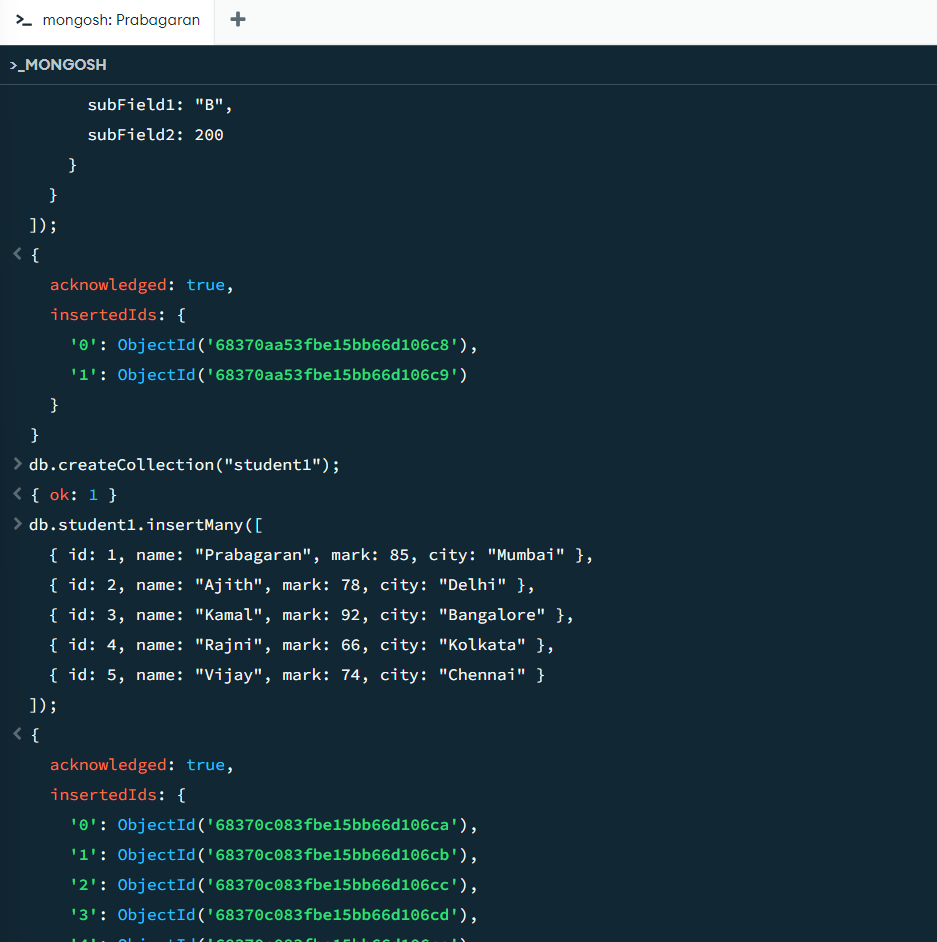 >_ mongosh: Prabagaran +
>_MONGOSH
subField1: "B",
subField2: 200
}
}
]);
< {
acknowledged: true,
insertedIds: {
'0': ObjectId('68370aa53fbe15bb66d106c8'),
'1': ObjectId('68370aa53fbe15bb66d106c9')
}
}
> db.createCollection("student1");
< { ok: 1 }
> db.student1.insertMany([
{ id: 1, name: "Prabagaran", mark: 85, city: "Mumbai" },
{ id: 2, name: "Ajith", mark: 78, city: "Delhi" },
{ id: 3, name: "Kamal", mark: 92, city: "Bangalore" },
{ id: 4, name: "Rajni", mark: 66, city: "Kolkata" },
{ id: 5, name: "Vijay", mark: 74, city: "Chennai" }
]);
< {
acknowledged: true,
insertedIds: {
'0': ObjectId('68370c083fbe15bb66d106ca'),
'1': ObjectId('68370c083fbe15bb66d106cb'),
'2': ObjectId('68370c083fbe15bb66d106cc'),
'3': ObjectId('68370c083fbe15bb66d106cd'),